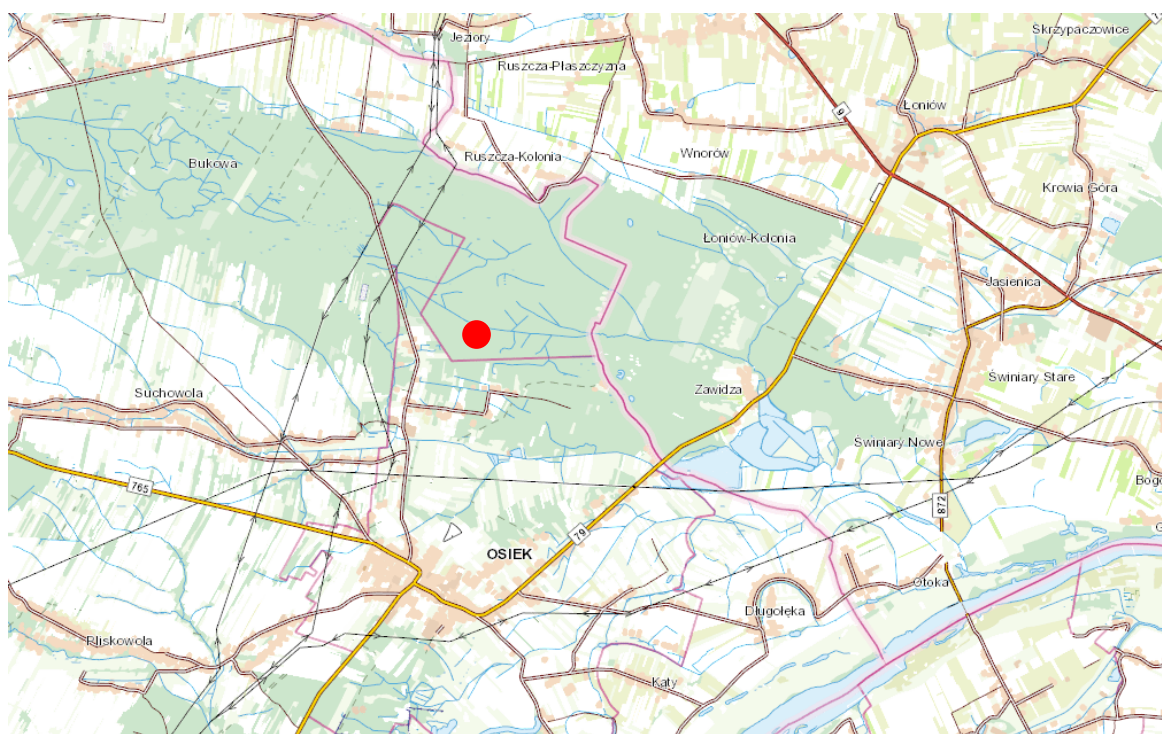 Skrzypaczowice
Jeziory
Ruszcza-Płaszczyzna
9
Łoniów
Wnorów
Bukowa
Ruszcza-Kolonia
Krowia Góra
Łoniów-Kolonia
Jasienica
Świniary Stare
Suchowola
Zawidza
Świniary Nowe
765
Bogo
872
79
OSIEK
Otoka
Długołęka
Pliskowola
Kąty